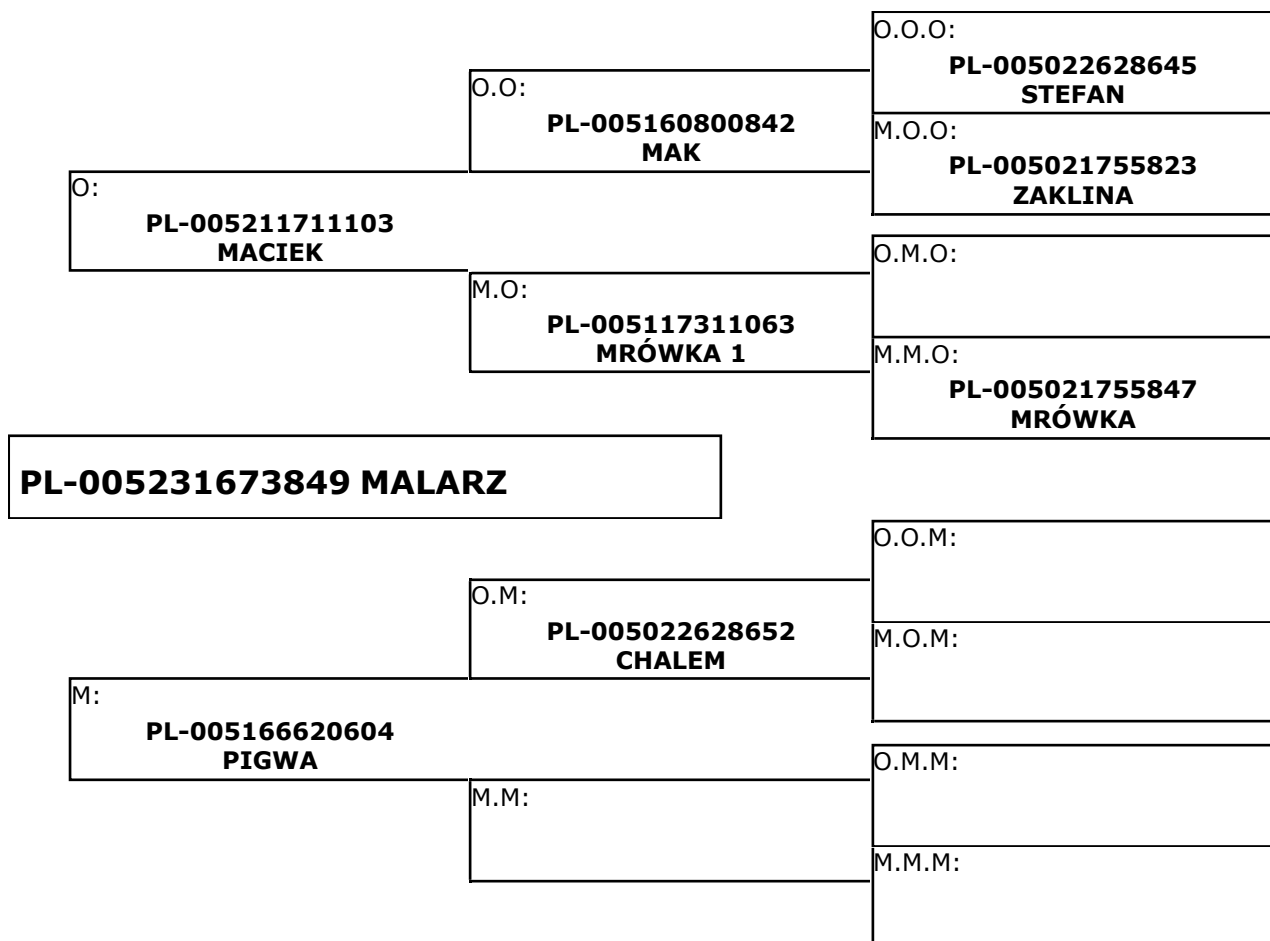 O.O.O:
PL-005022628645
STEFAN
O.O:
PL-005160800842
MAK
M.O.O:
PL-005021755823
ZAKLINA
O:
PL-005211711103
MACIEK
O.M.O:
M.O:
PL-005117311063
MRÓWKA 1
M.M.O:
PL-005021755847
MRÓWKA
PL-005231673849 MALARZ
O.O.M:
O.M:
PL-005022628652
CHALEM
M.O.M:
M:
PL-005166620604
PIGWA
O.M.M:
M.M:
M.M.M: